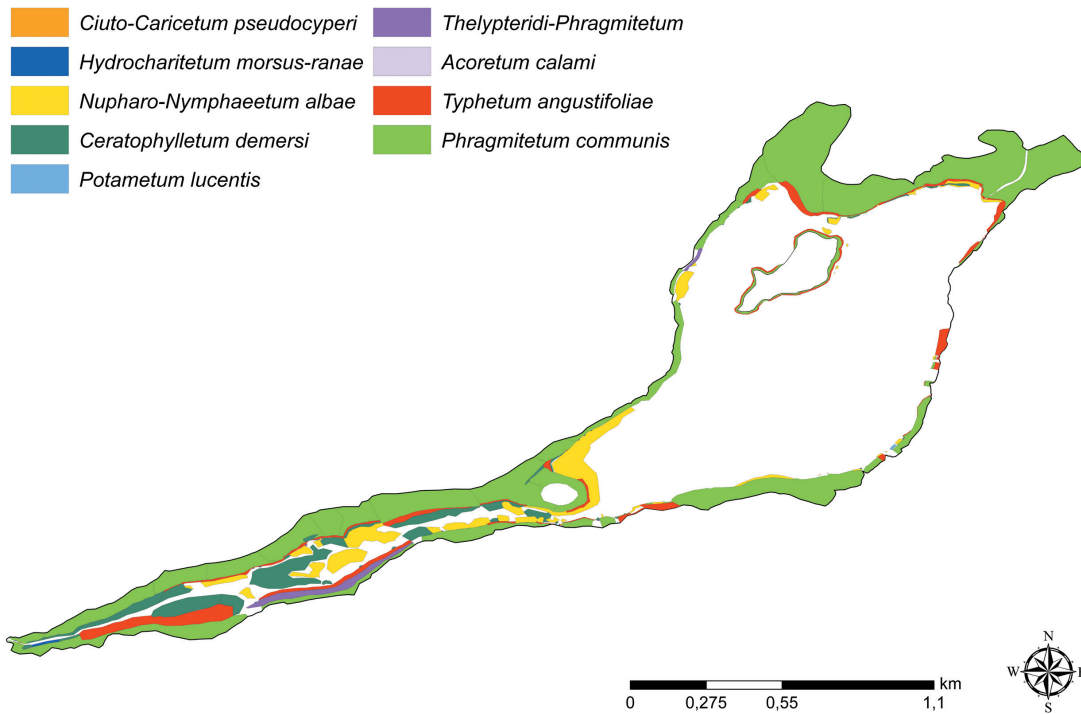 Ciuto-Caricetum pseudocyperi
Hydrocharitetum morsus-ranae
Nupharo-Nymphaeetum albae
Ceratophylletum demersi
Potametum lucentis
Thelypteridi-Phragmitetum
Acoretum calami
Typhetum angustifoliae
Phragmitetum communis
N
W E
S
km
0 0,275 0,55 1,1